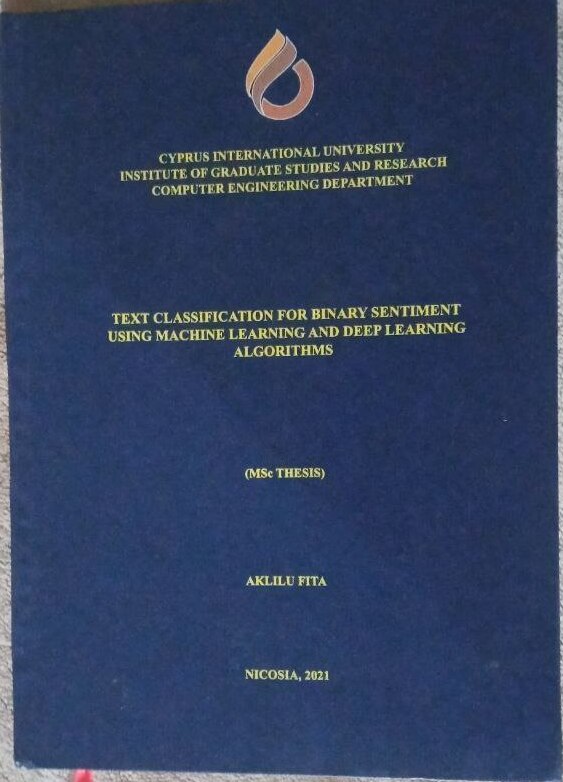 CYPRUS INTERNATIONAL UNIVERSITY
INSTITUTE OF GRADUATE STUDIES AND RESEARCH
COMPUTER ENGINEERING DEPARTMENT
TEXT CLASSIFICATION FOR BINARY SENTIMENT
USING MACHINE LEARNING AND DEEP LEARNING
ALGORITHMS
(MSc THESIS)
AKLILU FITA
NICOSIA, 2021